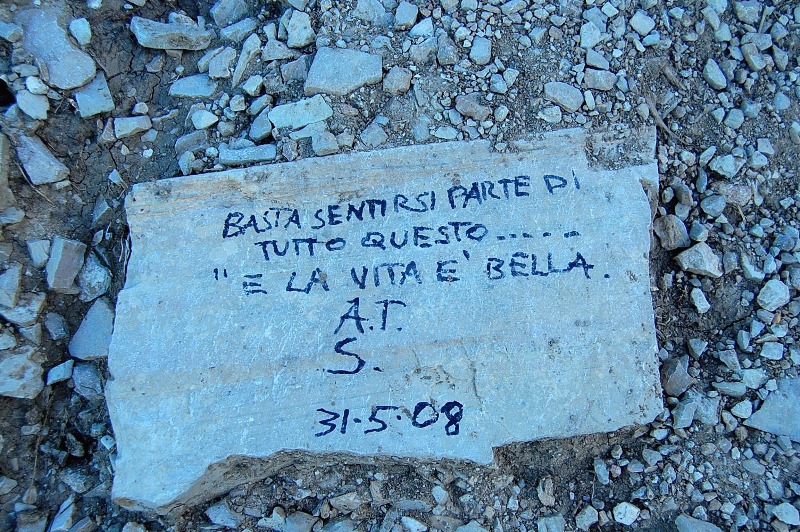 BASTA SENTIRSI PARTE DI
TUTTO QUESTO.....
"E LA VITA E' BELLA.
A.T.
S.
31.5.08